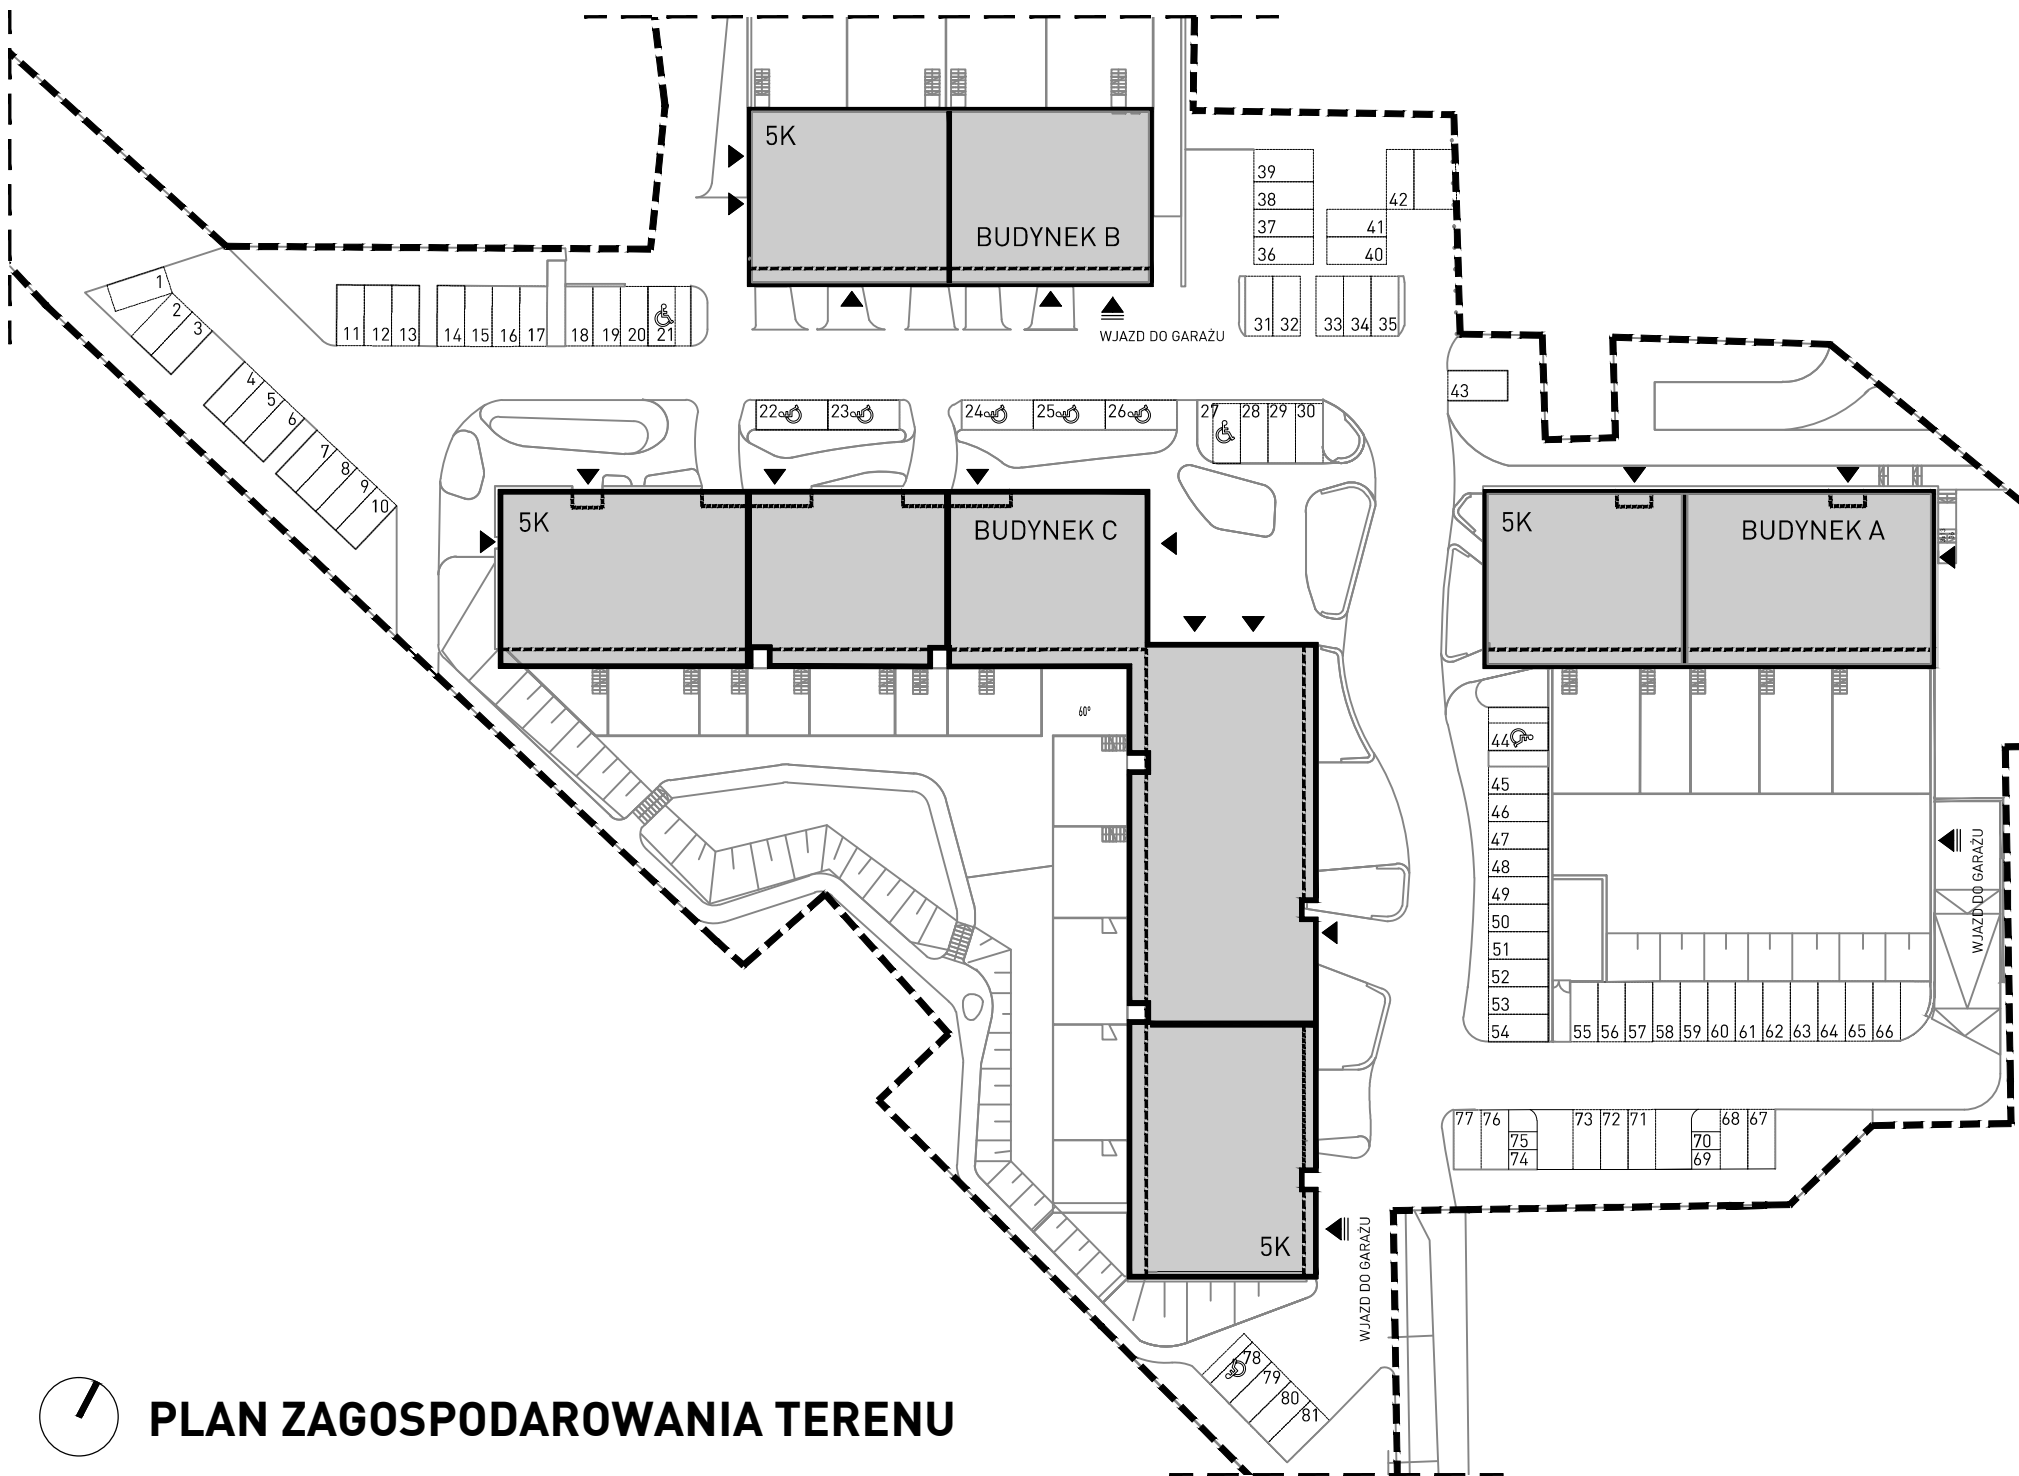 5K
BUDYNEK B
39
38
42
37
41
36
40
1
2
3
11 12 13 14 15 16 17 18 19 20 21
31 32 33 34 35
WJAZD DO GARAŻU
4
5
6
7
8
9
10
43
22 23 24 25 26 27 28 29 30
5K
BUDYNEK C
5K
BUDYNEK A
60°
44
45
46
47
48
49
50
51
52
53
54
WJAZD DO GARAŻU
55 56 57 58 59 60 61 62 63 64 65 66
77 76 73 72 71 68 67
75 70
74 69
5K
WJAZD DO GARAŻU
78
79
80
81
PLAN ZAGOSPODAROWANIA TERENU